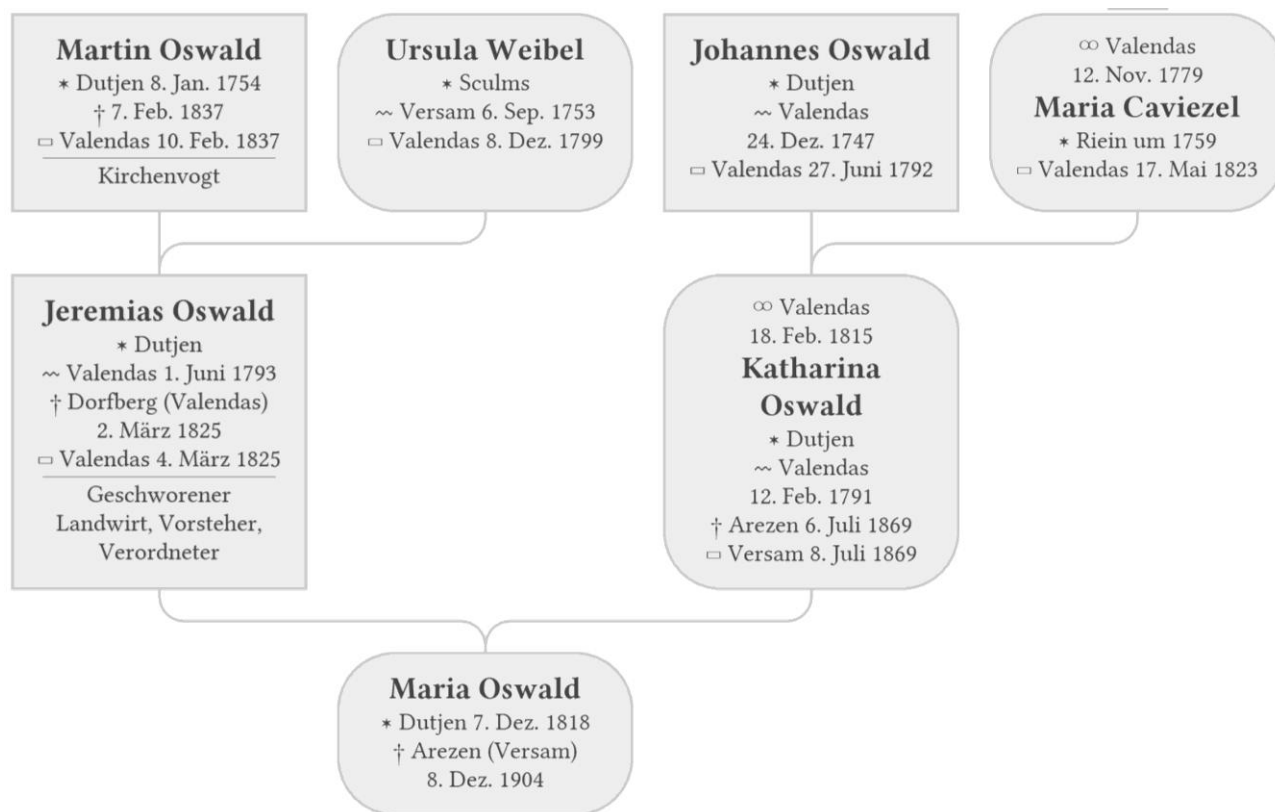 Martin Oswald
* Dutjen 8. Jan. 1754
† 7. Feb. 1837
▭ Valendas 10. Feb. 1837
Kirchenvogt
Ursula Weibel
* Sculms
~ Versam 6. Sep. 1753
▭ Valendas 8. Dez. 1799
Johannes Oswald
* Dutjen
~ Valendas
24. Dez. 1747
▭ Valendas 27. Juni 1792
⚭ Valendas
12. Nov. 1779
Maria Caviezel
* Riein um 1759
▭ Valendas 17. Mai 1823
Jeremias Oswald
* Dutjen
~ Valendas 1. Juni 1793
† Dorfberg (Valendas)
2. März 1825
▭ Valendas 4. März 1825
Geschworener
Landwirt, Vorsteher,
Verordneter
⚭ Valendas
18. Feb. 1815
Katharina
Oswald
* Dutjen
~ Valendas
12. Feb. 1791
† Arezen 6. Juli 1869
▭ Versam 8. Juli 1869
Maria Oswald
* Dutjen 7. Dez. 1818
† Arezen (Versam)
8. Dez. 1904